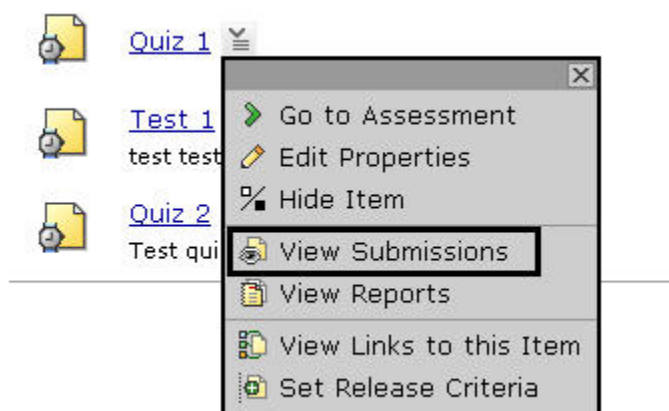 Quiz 1
Test 1
test test
Quiz 2
Test qui
Go to Assessment
Edit Properties
Hide Item
View Submissions
View Reports
View Links to this Item
Set Release Criteria